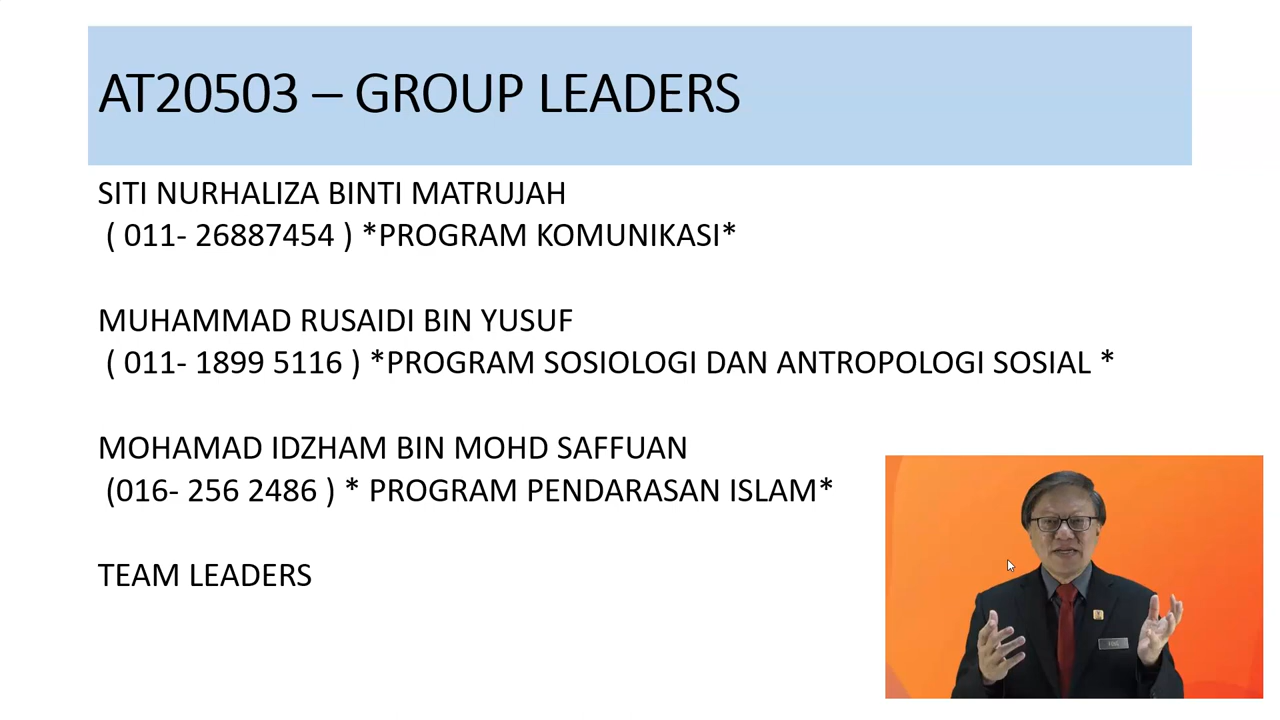 AT20503 – GROUP LEADERS
SITI NURHALIZA BINTI MATRUJAH
( 011- 26887454 ) *PROGRAM KOMUNIKASI*
MUHAMMAD RUSAIDI BIN YUSUF
( 011- 1899 5116 ) *PROGRAM SOSIOLOGI DAN ANTROPOLOGI SOSIAL *
MOHAMAD IDZHAM BIN MOHD SAFFUAN
(016- 256 2486 ) * PROGRAM PENDARASAN ISLAM*
TEAM LEADERS